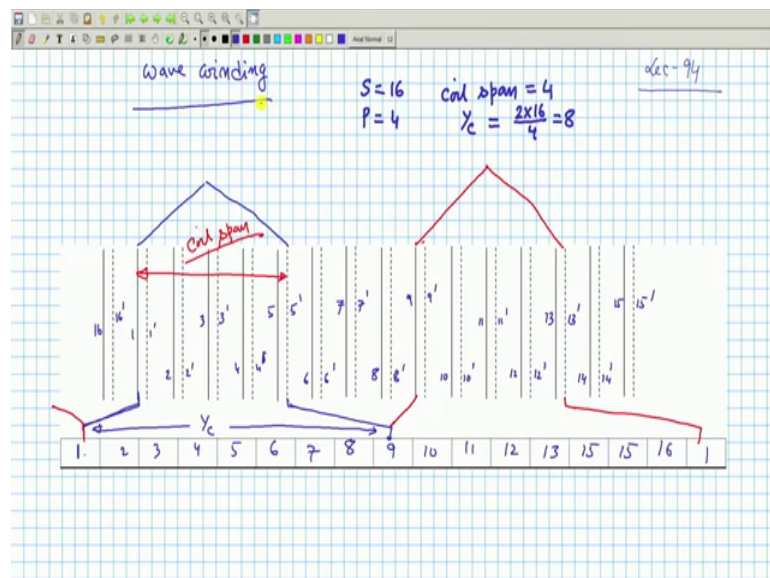 Arial Normal 12
wave winding
Lec-94
S = 16 coil span = 4
P = 4 Yc = 2×16/4 = 8
coil span
16 16' 1 1' 2 2' 3 3' 4 4' 5 5' 6 6' 7 7' 8 8' 9 9' 10 10' 11 11' 12 12' 13 13' 14 14' 15 15'
Yc
1. 2 3 4 5 6 7 8 9 10 11 12 13 15 15 16 1